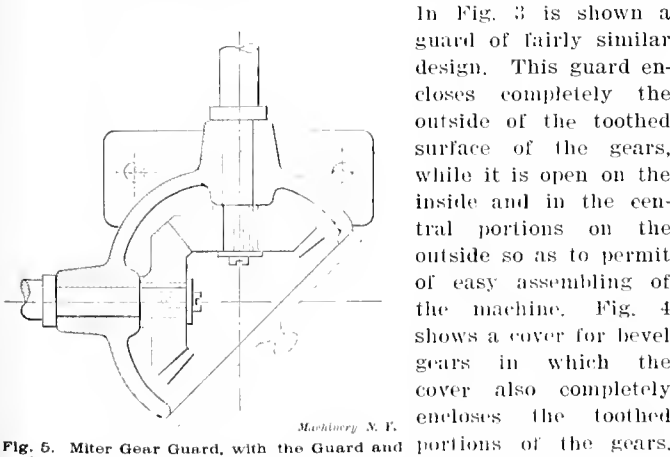 In Fig. 3 is shown a
guard of fairly similar
design. This guard en-
closes completely the
outside of the toothed
surface of the gears,
while it is open on the
inside and in the cen-
tral portions on the
outside so as to permit
of easy assembling of
the machine. Fig. 4
shows a cover for bevel
gears in which the
cover also completely
encloses the toothed
portions of the gears,
Machinery N. Y.
Fig. 5. Miter Gear Guard, with the Guard and